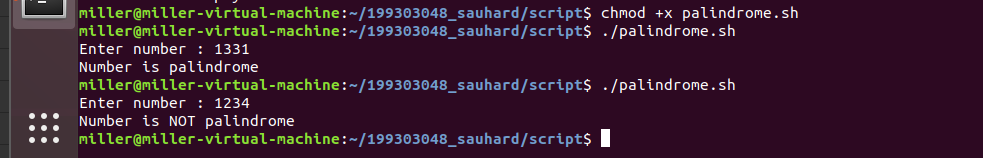 miller@miller-virtual-machine:~/199303048_sauhard/script$ chmod +x palindrome.sh
miller@miller-virtual-machine:~/199303048_sauhard/script$ ./palindrome.sh
Enter number : 1331
Number is palindrome
miller@miller-virtual-machine:~/199303048_sauhard/script$ ./palindrome.sh
Enter number : 1234
Number is NOT palindrome
miller@miller-virtual-machine:~/199303048_sauhard/script$